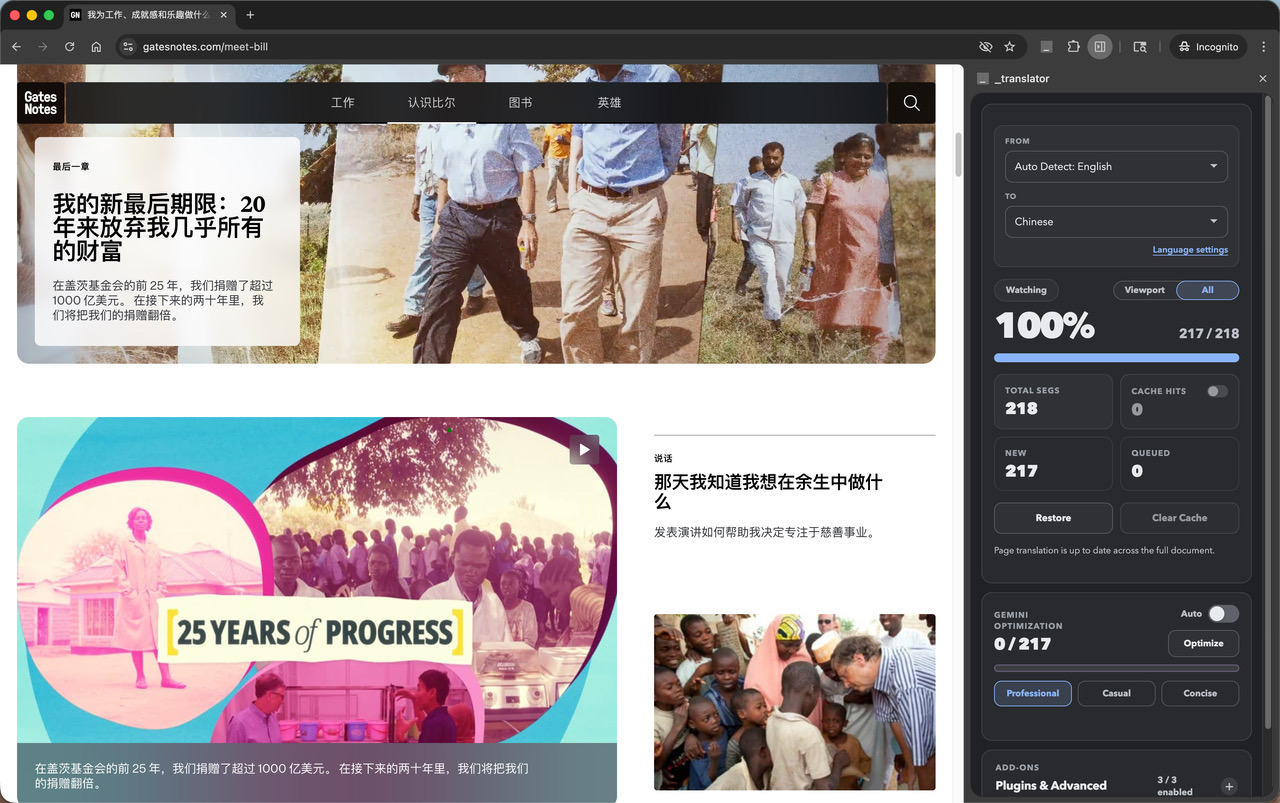 GN 我为工作、成就感和乐趣做什么
gatesnotes.com/meet-bill
Incognito
Gates
Notes
工作 认识比尔 图书 英雄
最后一章
我的新最后期限：20
年来放弃我几乎所有
的财富
在盖茨基金会的前 25 年，我们捐赠了超过
1000 亿美元。在接下来的两十年里，我
们将把我们的捐赠翻倍。
25 YEARS of PROGRESS
在盖茨基金会的前 25 年，我们捐赠了超过 1000 亿美元。 在接下来的两十年里，我们将把我们
的捐赠翻倍。
说话
那天我知道我想在余生中做什
么
发表演讲如何帮助我决定专注于慈善事业。
_translator
FROM
Auto Detect: English
TO
Chinese
Language settings
Watching Viewport All
100% 217 / 218
TOTAL SEGS
218
CACHE HITS
0
NEW
217
QUEUED
0
Restore Clear Cache
Page translation is up to date across the full document.
GEMINI
OPTIMIZATION
Auto
0 / 217
Optimize
Professional Casual Concise
ADD-ONS
Plugins & Advanced
3 / 3
enabled